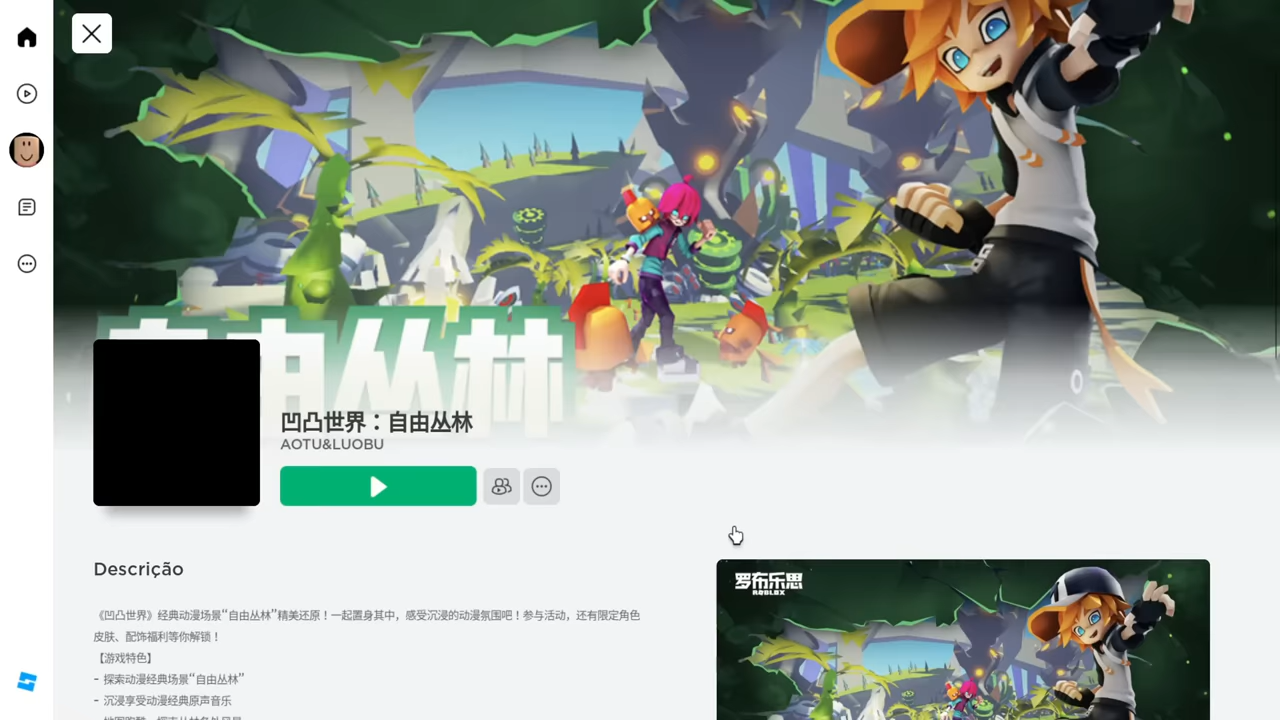 自由丛林
凹凸世界：自由丛林
AOTU&LUOBU
Descrição
《凹凸世界》经典动漫场景“自由丛林”精美还原！一起置身其中，感受沉浸的动漫氛围吧！参与活动，还有限定角色
皮肤、配饰福利等你解锁！
【游戏特色】
- 探索动漫经典场景“自由丛林”
- 沉浸享受动漫经典原声音乐
罗布乐思
ROBLOX